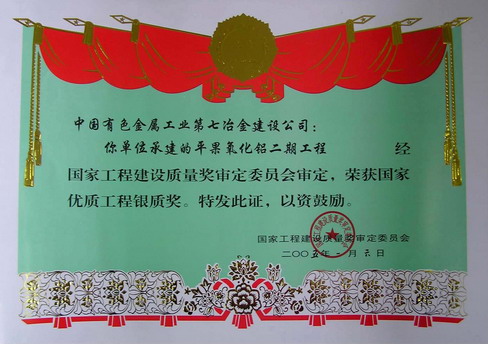 中国有色金属工业第七冶金建设公司：
你单位承建的平果氧化铝二期工程 经
国家工程建设质量奖审定委员会审定，荣获国家
优质工程银质奖。特发此证，以资鼓励。
国家工程建设质量奖审定委员会
二〇〇五年一月六日